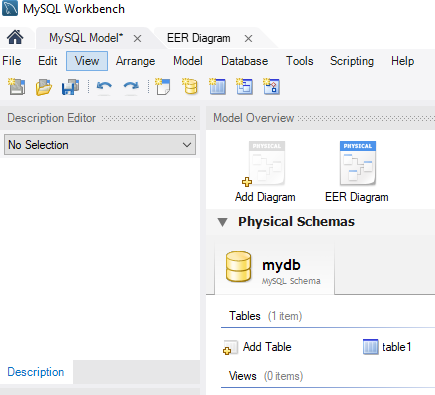 MySQL Workbench
MySQL Model* EER Diagram
File Edit View Arrange Model Database Tools Scripting Help
Description Editor
No Selection
Model Overview
PHYSICAL
Add Diagram
PHYSICAL
EER Diagram
Physical Schemas
mydb
MySQL Schema
Tables (1 item)
Add Table
table1
Views (0 items)
Description